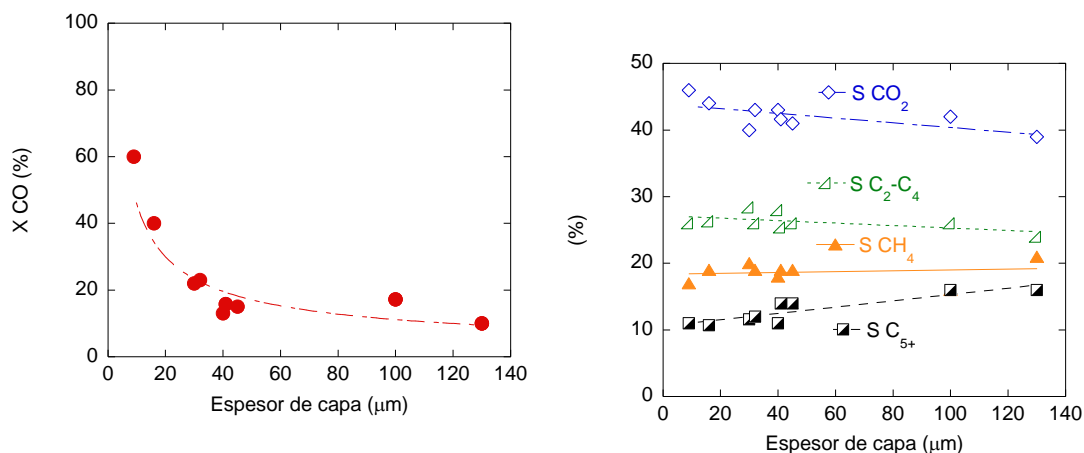 X CO (%)
100
80
60
40
20
0
0 20 40 60 80 100 120 140
Espesor de capa (μm)
(%)
50
40
30
20
10
0
S CO2
S C2-C4
S CH4
S C5+
0 20 40 60 80 100 120 140
Espesor de capa (μm)